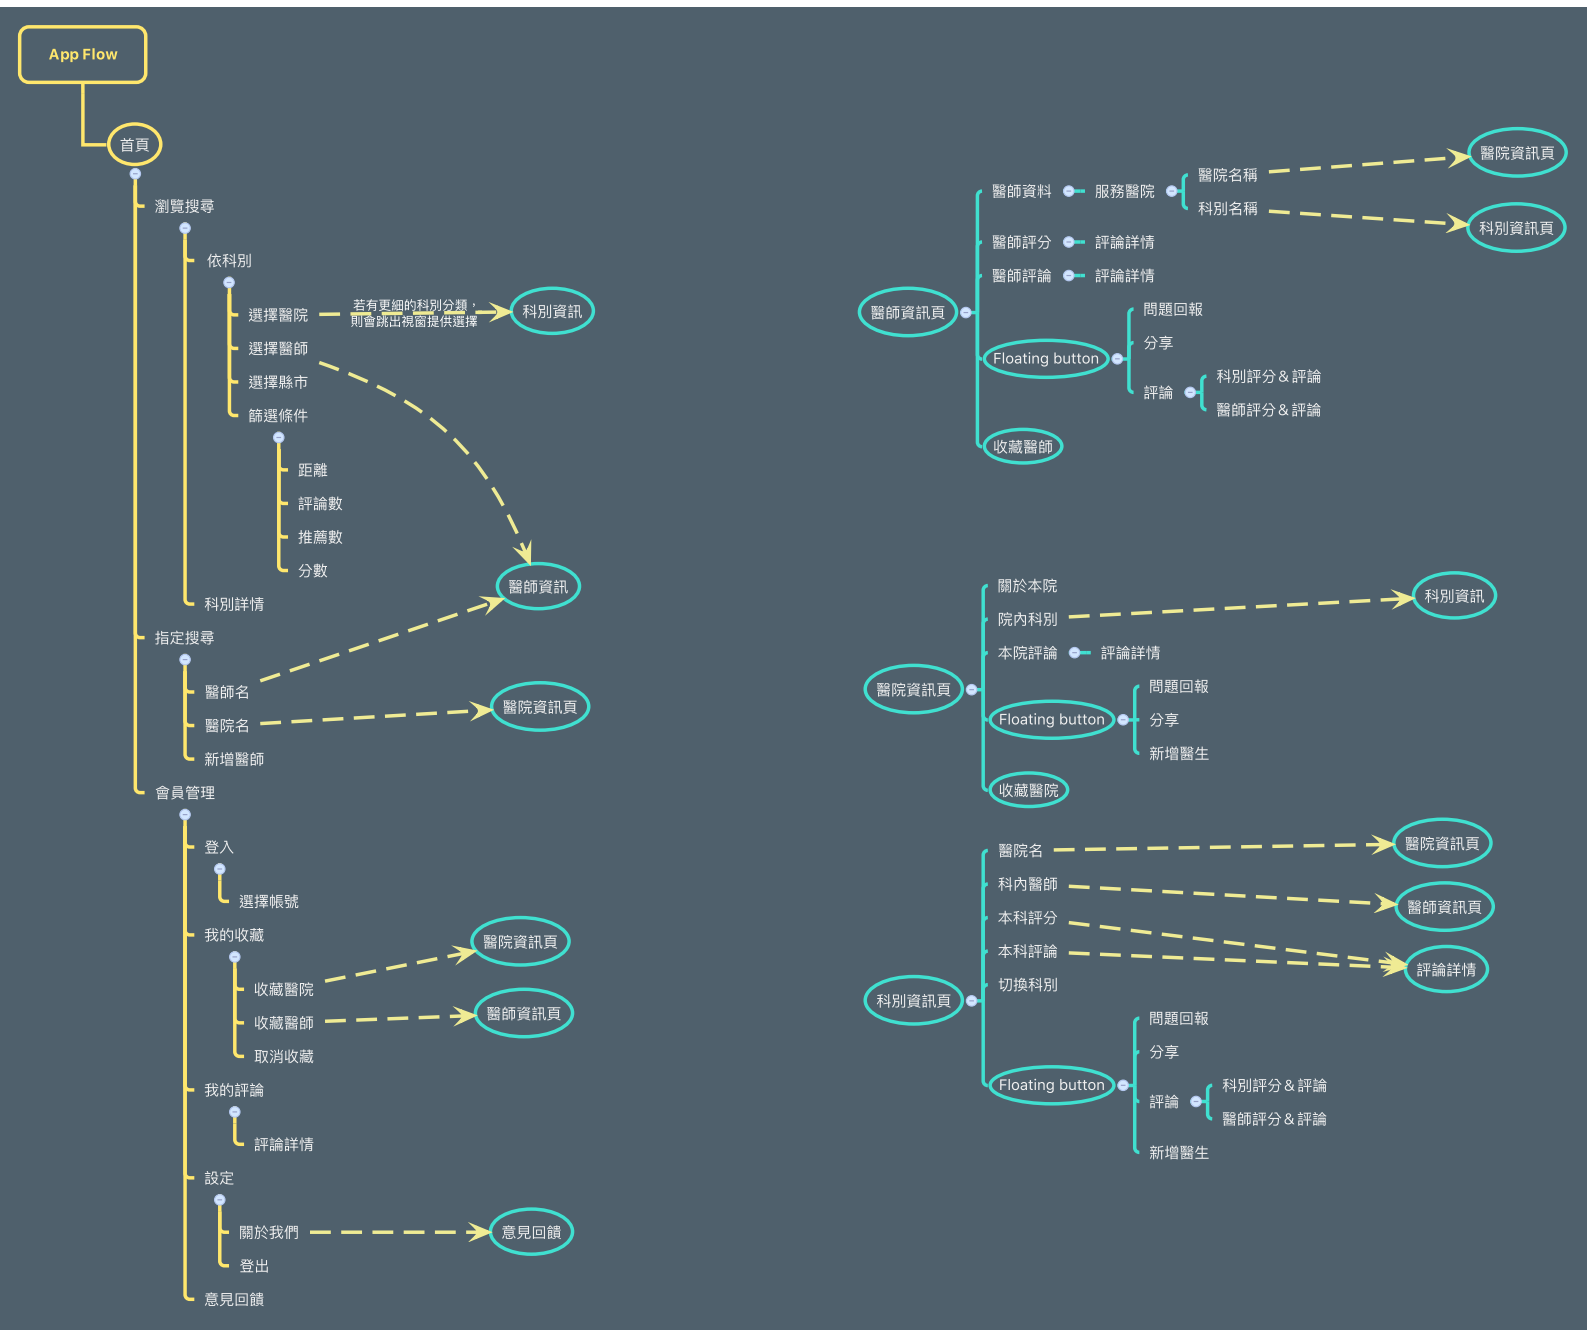 App Flow
首頁
瀏覽搜尋
依科別
選擇醫院
若有更細的科別分類，
則會跳出視窗提供選擇
科別資訊
選擇醫師
選擇縣市
篩選條件
距離
評論數
推薦數
分數
醫師資訊
科別詳情
指定搜尋
醫師名
醫院名
醫院資訊頁
新增醫師
會員管理
登入
選擇帳號
我的收藏
醫院資訊頁
收藏醫院
收藏醫師
醫師資訊頁
取消收藏
我的評論
評論詳情
設定
關於我們
意見回饋
登出
意見回饋
醫師資訊頁
醫師資料
服務醫院
醫院名稱
醫院資訊頁
科別名稱
科別資訊頁
醫師評分
評論詳情
醫師評論
評論詳情
Floating button
問題回報
分享
評論
科別評分＆評論
醫師評分＆評論
收藏醫師
醫院資訊頁
關於本院
院內科別
科別資訊
本院評論
評論詳情
Floating button
問題回報
分享
新增醫生
收藏醫院
科別資訊頁
醫院名
醫院資訊頁
科內醫師
醫師資訊頁
本科評分
本科評論
評論詳情
切換科別
Floating button
問題回報
分享
評論
科別評分＆評論
醫師評分＆評論
新增醫生